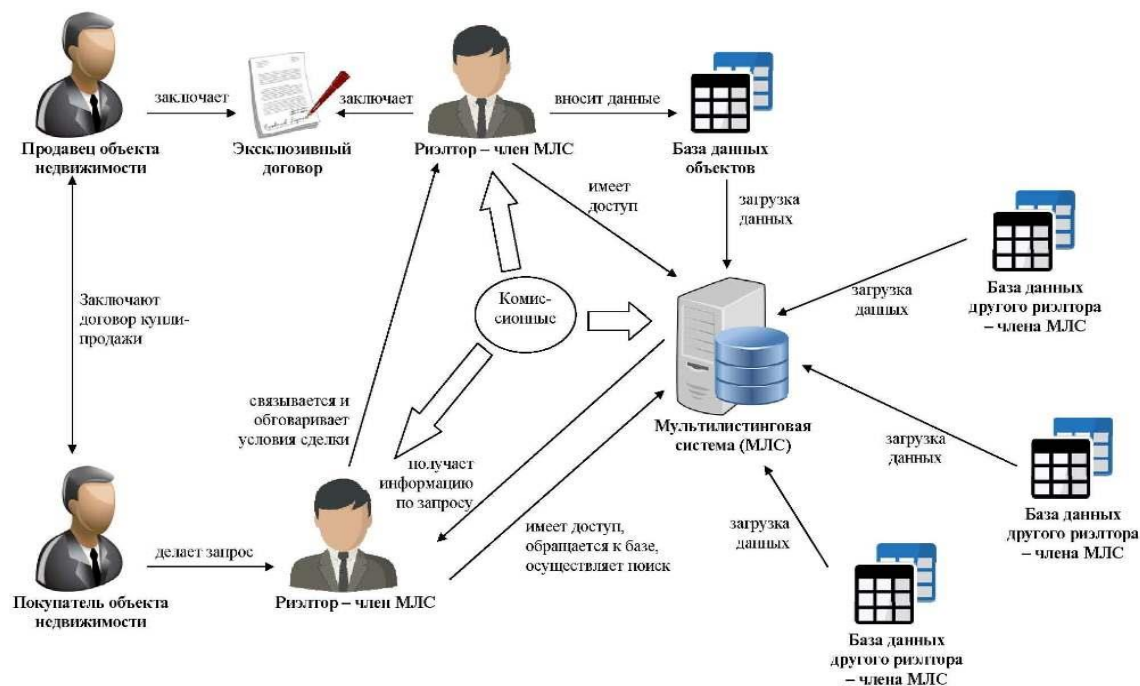 заключает
заключает
вносит данные
Продавец объекта
недвижимости
Эксклюзивный
договор
Риэлтор – член МЛС
База данных
объектов
имеет
доступ
загрузка
данных
Заключают
договор купли-
продажи
Комис-
сионные
загрузка
данных
База данных
другого риэлтора
– члена МЛС
связывается и
обговаривает
условия сделки
Мультилистинговая
система (МЛС)
загрузка
данных
получает
информацию
по запросу
База данных
другого риэлтора
– члена МЛС
делает запрос
имеет доступ,
обращается к базе,
осуществляет поиск
загрузка
данных
Покупатель объекта
недвижимости
Риэлтор – член МЛС
База данных
другого риэлтора
– члена МЛС